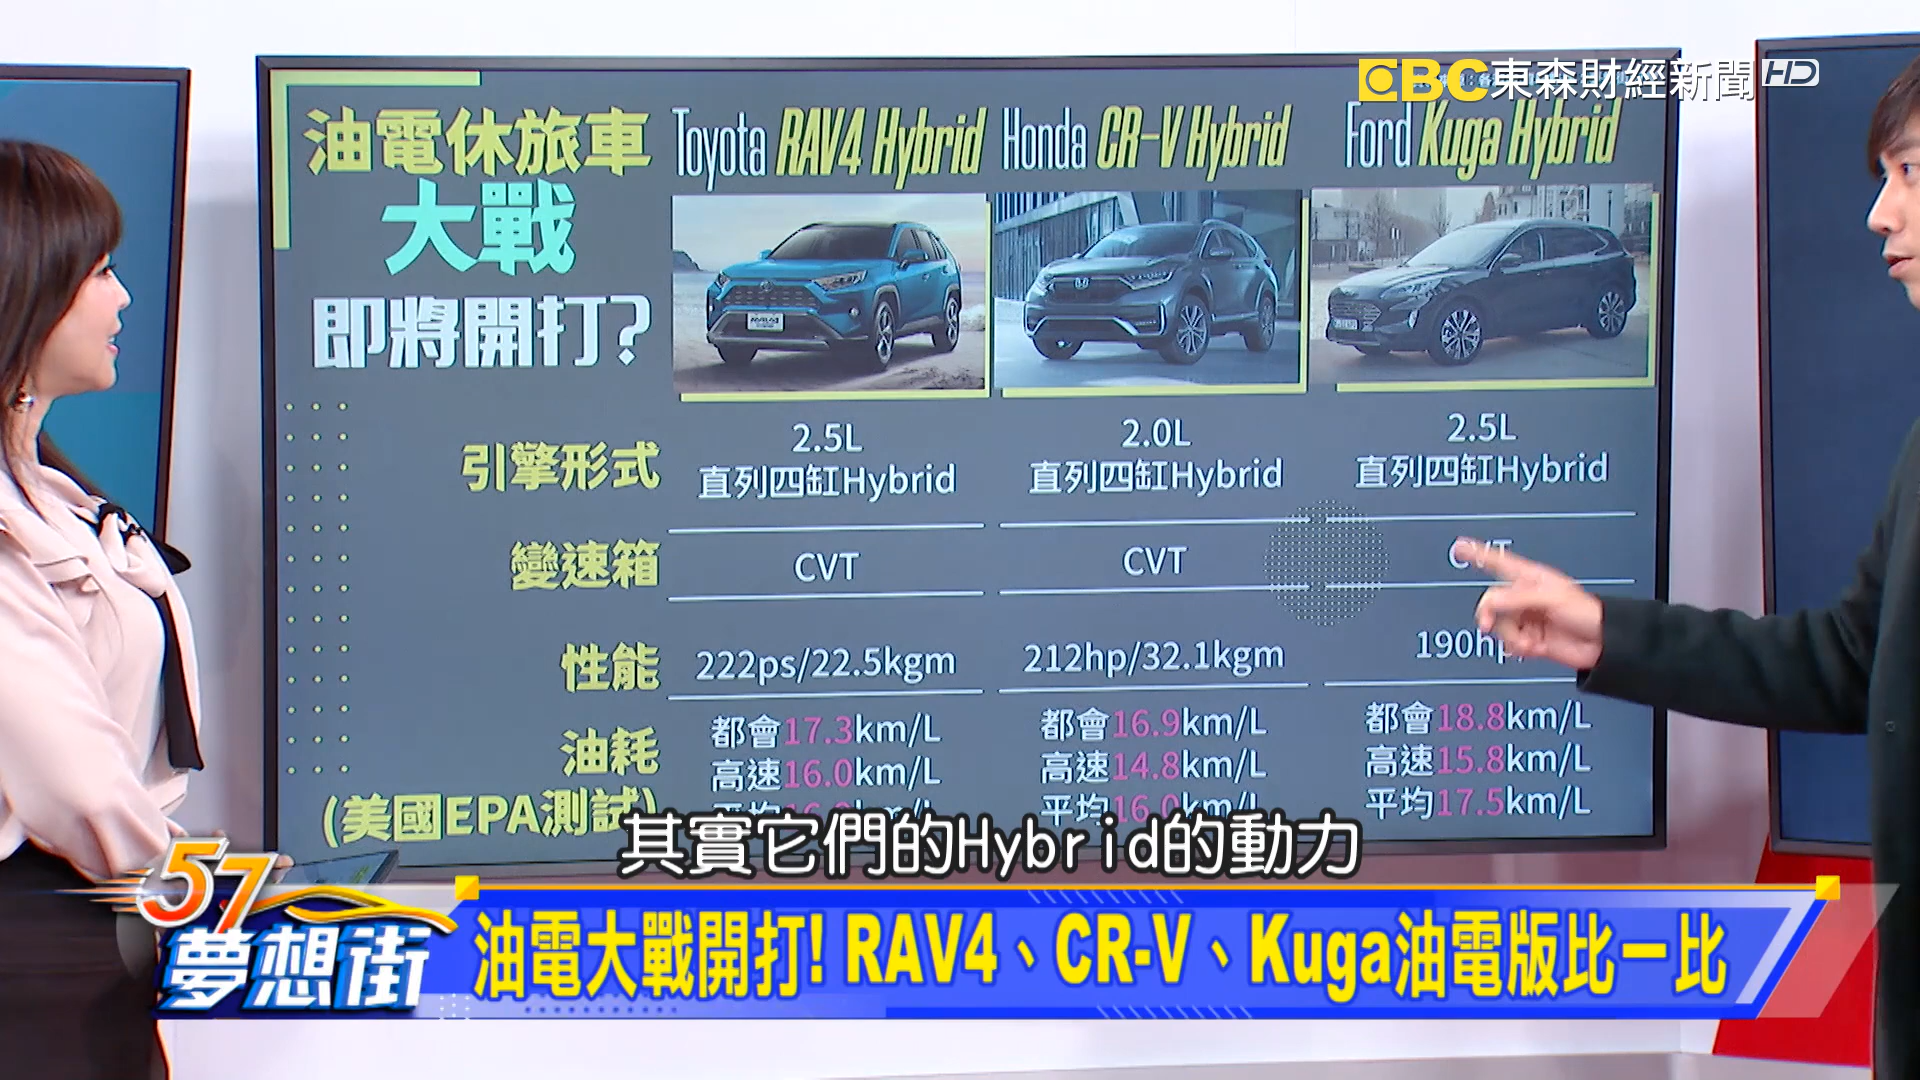 EBC 東森財經新聞 HD
油電休旅車
大戰
即將開打?
Toyota RAV4 Hybrid
Honda CR-V Hybrid
Ford Kuga Hybrid
引擎形式
2.5L
直列四缸Hybrid
2.0L
直列四缸Hybrid
2.5L
直列四缸Hybrid
變速箱
CVT
CVT
CVT
性能
222ps/22.5kgm
212hp/32.1kgm
190hp/
油耗
(美國EPA測試)
都會17.3km/L
高速16.0km/L
都會16.9km/L
高速14.8km/L
平均16.0km/L
都會18.8km/L
高速15.8km/L
平均17.5km/L
其實它們的Hybrid的動力
57
夢想街
油電大戰開打! RAV4、CR-V、Kuga油電版比一比